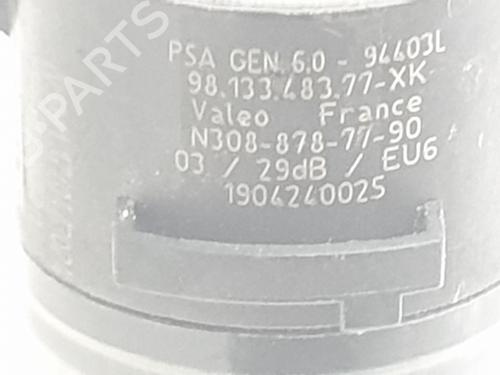 PSA GEN 6.0 - 94403L
98.133.483.77-XK
Valeo France
N308-878-77-90
03 / 29dB / EU6
1904240025